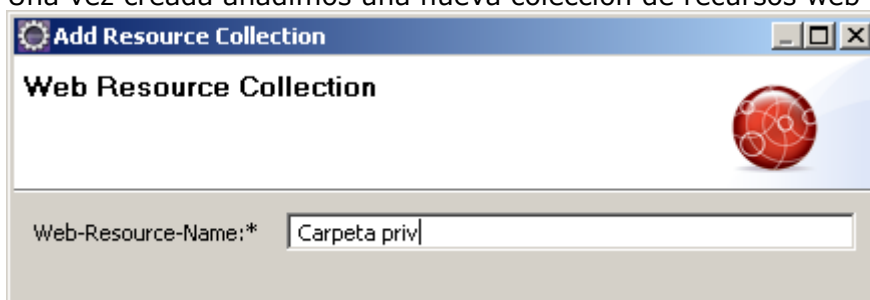 Una vez creada añadimos una nueva colección de recursos web
Add Resource Collection
Web Resource Collection
Web-Resource-Name:* Carpeta priv